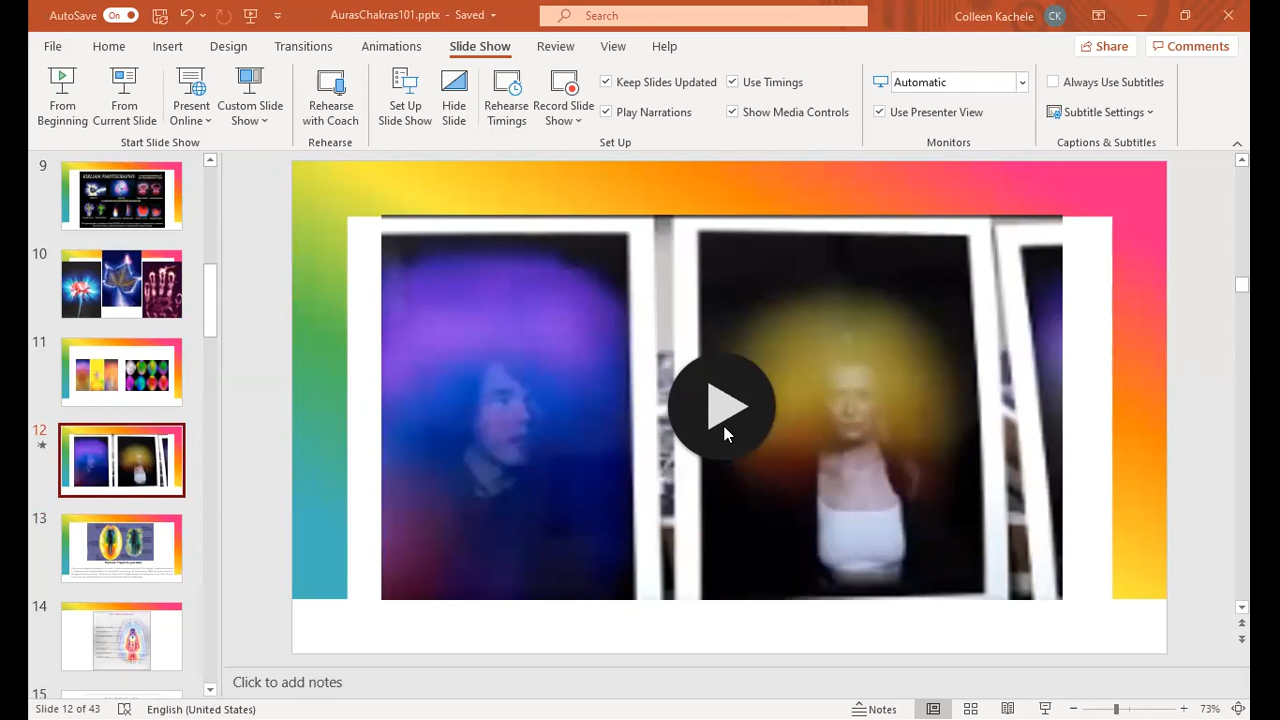 AutoSave On AurasChakras101.pptx - Saved Search Colleen Kachele CK
File Home Insert Design Transitions Animations Slide Show Review View Help Share Comments
From Beginning
From Current Slide
Present Online
Custom Slide Show
Rehearse with Coach
Set Up Slide Show
Hide Slide
Rehearse Timings
Record Slide Show
Keep Slides Updated
Play Narrations
Use Timings
Show Media Controls
Automatic
Use Presenter View
Always Use Subtitles
Subtitle Settings
Start Slide Show Rehearse Set Up Monitors Captions & Subtitles
9
KIRLIAN PHOTOGRAPHY
10
11
12
13
14
15
Click to add notes
Slide 12 of 43 English (United States) Notes 73%